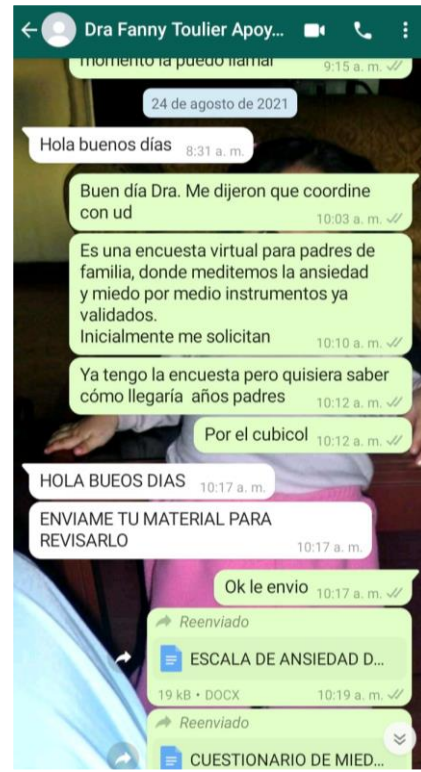 Dra Fanny Toulier Apoy...
momento la puedo llamar
9:15 a. m.
24 de agosto de 2021
Hola buenos días
8:31 a. m.
Buen día Dra. Me dijeron que coordine
con ud
10:03 a. m.
Es una encuesta virtual para padres de
familia, donde meditemos la ansiedad
y miedo por medio instrumentos ya
validados.
Inicialmente me solicitan
10:10 a. m.
Ya tengo la encuesta pero quisiera saber
cómo llegaría  años padres
10:12 a. m.
Por el cubicol
10:12 a. m.
HOLA BUEOS DIAS
10:17 a. m.
ENVIAME TU MATERIAL PARA
REVISARLO
10:17 a. m.
Ok le envio
10:17 a. m.
Reenviado
ESCALA DE ANSIEDAD D...
19 kB • DOCX
10:19 a. m.
Reenviado
CUESTIONARIO DE MIED...